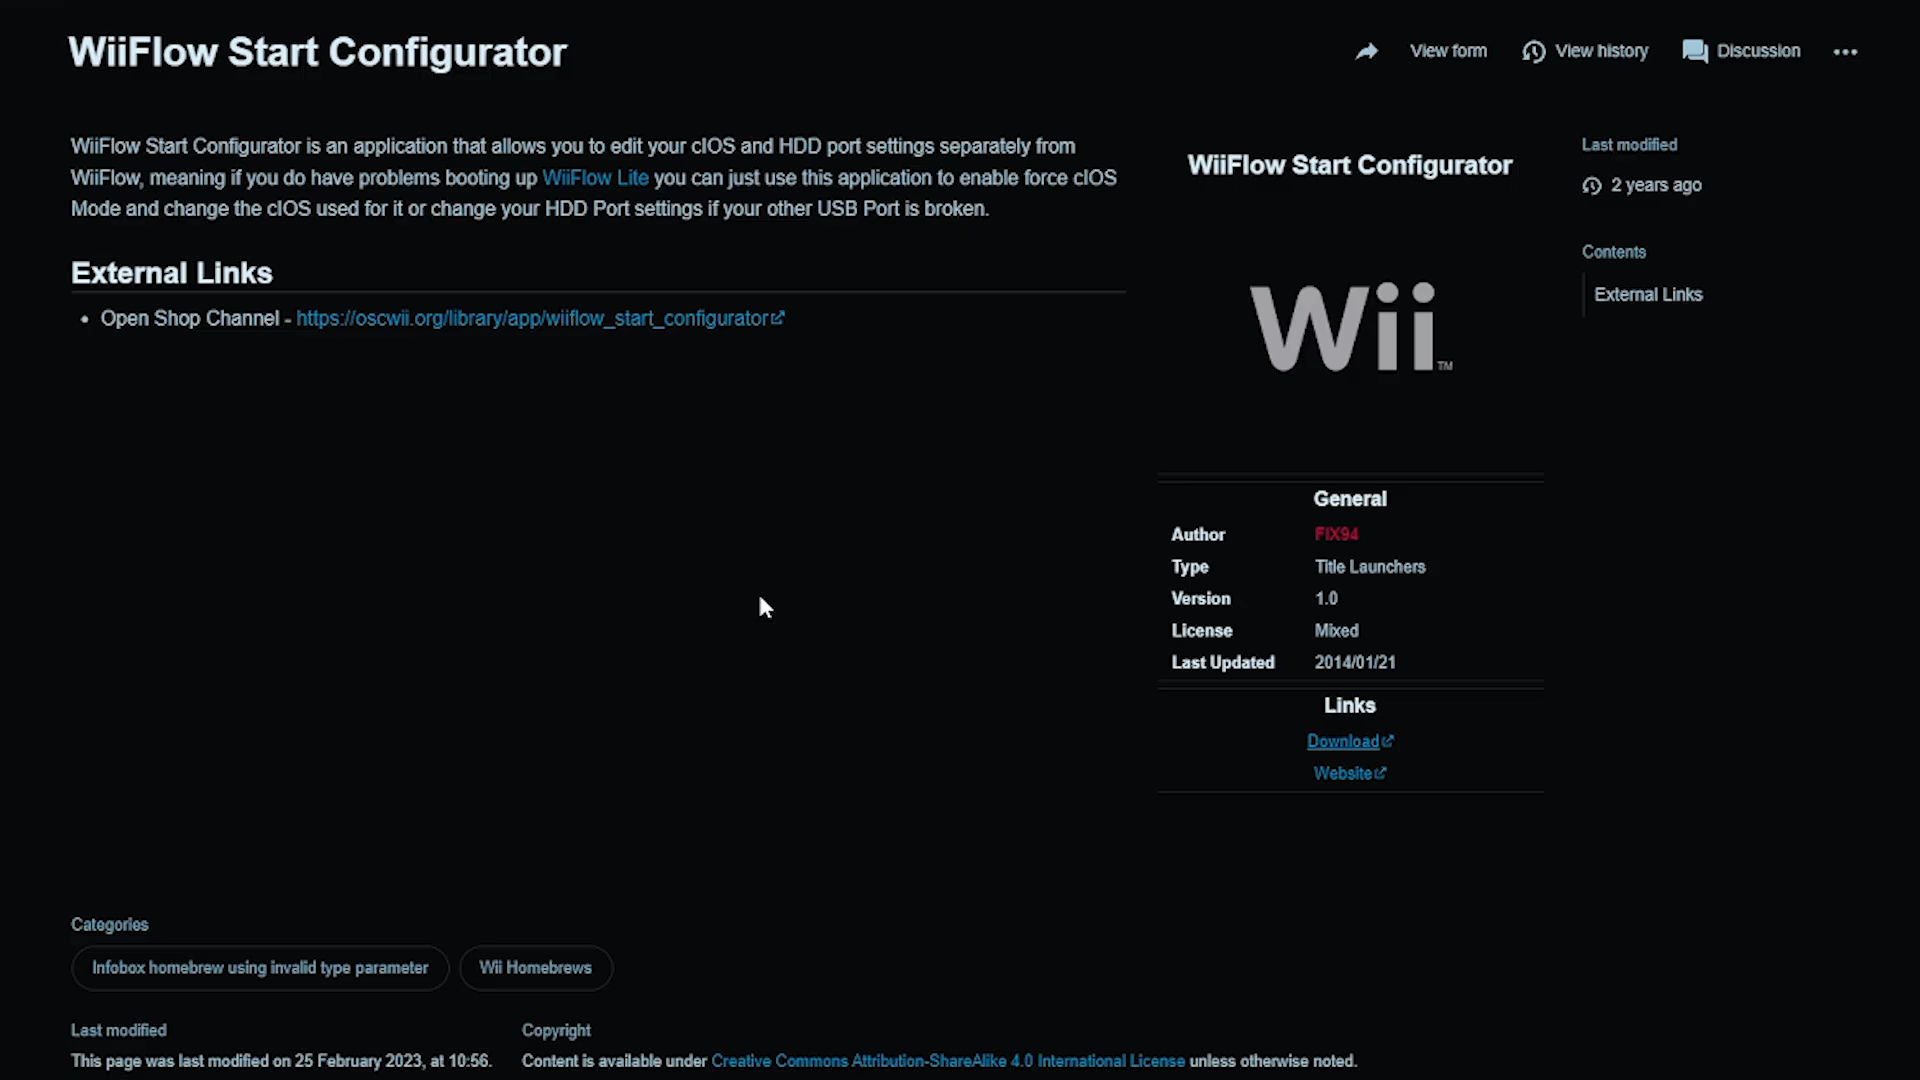 WiiFlow Start Configurator
View form
View history
Discussion
WiiFlow Start Configurator is an application that allows you to edit your cIOS and HDD port settings separately from
WiiFlow, meaning if you do have problems booting up WiiFlow Lite you can just use this application to enable force cIOS
Mode and change the cIOS used for it or change your HDD Port settings if your other USB Port is broken.
External Links
• Open Shop Channel - https://oscwii.org/library/app/wiiflow_start_configurator
WiiFlow Start Configurator
Wii™
General
Author FIX94
Type Title Launchers
Version 1.0
License Mixed
Last Updated 2014/01/21
Links
Download
Website
Last modified
2 years ago
Contents
External Links
Categories
Infobox homebrew using invalid type parameter
Wii Homebrews
Last modified
This page was last modified on 25 February 2023, at 10:56.
Copyright
Content is available under Creative Commons Attribution-ShareAlike 4.0 International License unless otherwise noted.